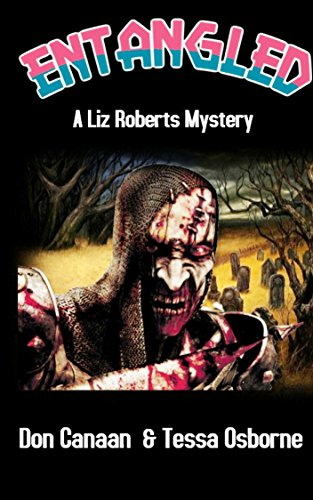 ENTANGLED
A Liz Roberts Mystery
Don Canaan & Tessa Osborne